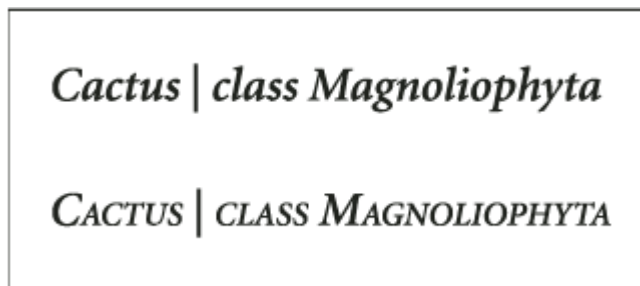 Cactus | class Magnoliophyta
CACTUS | CLASS MAGNOLIOPHYTA